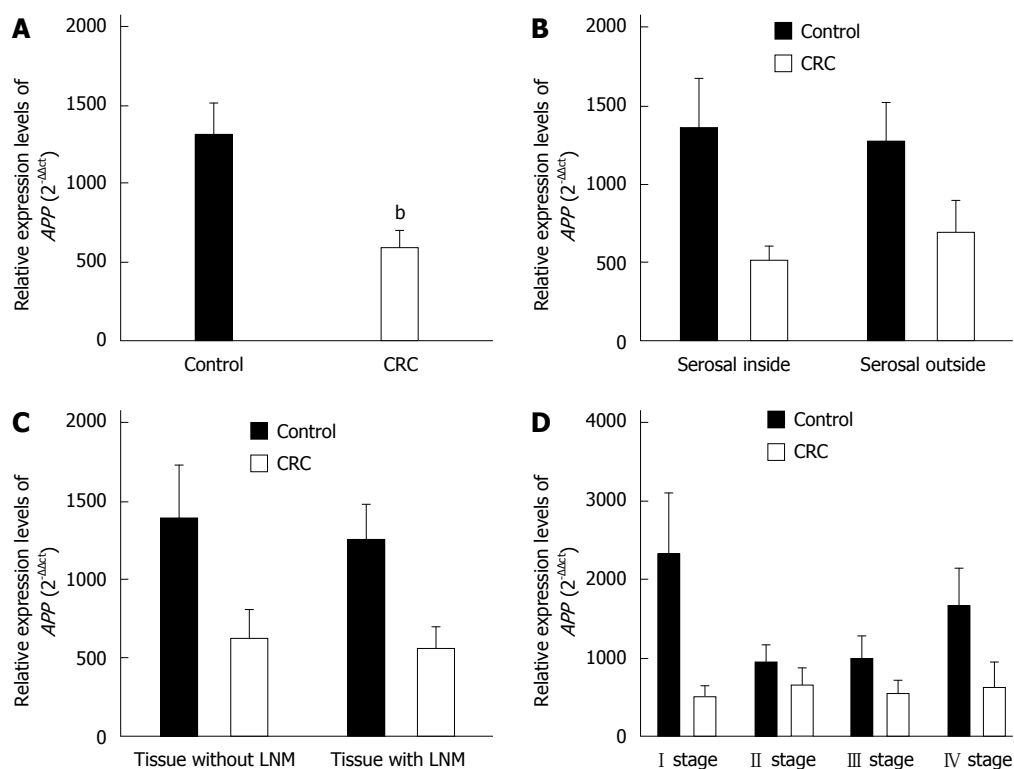 A
Relative expression levels of
APP (2^-ΔΔct)
2000
1500
1000
500
0
b
Control
CRC
B
Relative expression levels of
APP (2^-ΔΔct)
2000
1500
1000
500
0
Control
CRC
Serosal inside
Serosal outside
C
Relative expression levels of
APP (2^-ΔΔct)
2000
1500
1000
500
0
Control
CRC
Tissue without LNM
Tissue with LNM
D
Relative expression levels of
APP (2^-ΔΔct)
4000
3000
2000
1000
0
Control
CRC
Ⅰ stage
Ⅱ stage
Ⅲ stage
Ⅳ stage